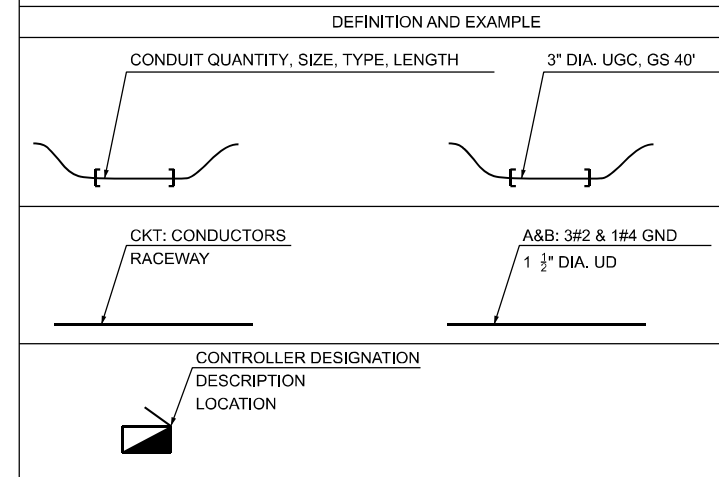 DEFINITION AND EXAMPLE
CONDUIT QUANTITY, SIZE, TYPE, LENGTH
3" DIA. UGC, GS 40'
CKT: CONDUCTORS
RACEWAY
A&B: 3#2 & 1#4 GND
1 ½" DIA. UD
CONTROLLER DESIGNATION
DESCRIPTION
LOCATION